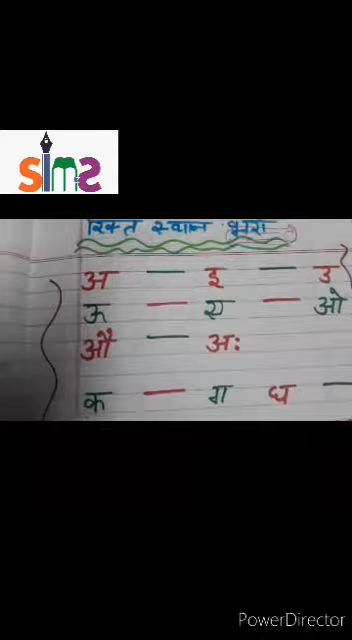 SIMS
रिक्त स्थान भरो
अ — इ — उ
ऊ — ए — ओ
औ — अः
क — ग घ —
PowerDirector